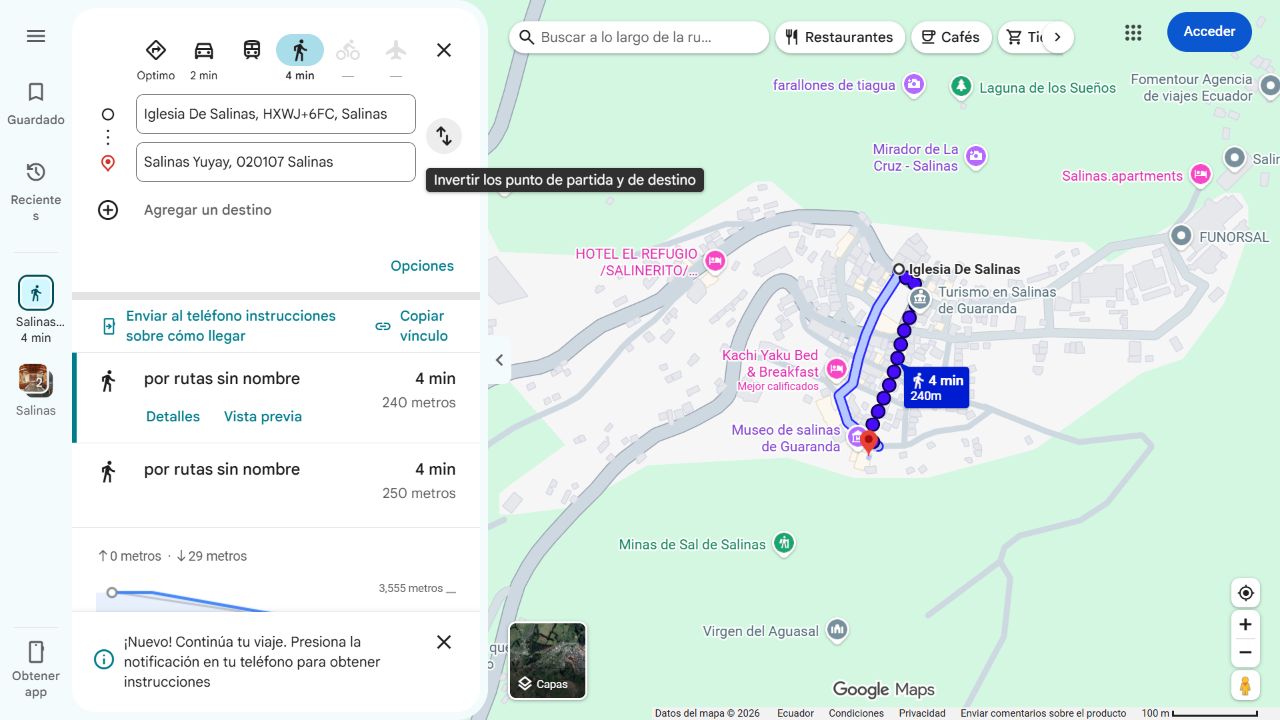 Óptimo
2 min
4 min
—
—
Guardado
Recientes
Salinas...
4 min
2
Salinas
Obtener
app
Iglesia De Salinas, HXWJ+6FC, Salinas
Salinas Yuyay, 020107 Salinas
Agregar un destino
Invertir los punto de partida y de destino
Opciones
Enviar al teléfono instrucciones
sobre cómo llegar
Copiar
vínculo
por rutas sin nombre
4 min
240 metros
Detalles
Vista previa
por rutas sin nombre
4 min
250 metros
0 metros · 29 metros
3,555 metros
¡Nuevo! Continúa tu viaje. Presiona la
notificación en tu teléfono para obtener
instrucciones
Buscar a lo largo de la ru...
Restaurantes
Cafés
Acceder
farallones de tiagua
Laguna de los Sueños
Fomentour Agencia
de viajes Ecuador
Mirador de La
Cruz - Salinas
Salinas.apartments
FUNORSAL
HOTEL EL REFUGIO
/SALINERITO/...
Iglesia De Salinas
Turismo en Salinas
de Guaranda
Kachi Yaku Bed
& Breakfast
Mejor calificados
4 min
240m
Museo de salinas
de Guaranda
Minas de Sal de Salinas
Virgen del Aguasal
Capas
Google Maps
Datos del mapa © 2026
Ecuador
Condiciones
Privacidad
Enviar comentarios sobre el producto
100 m